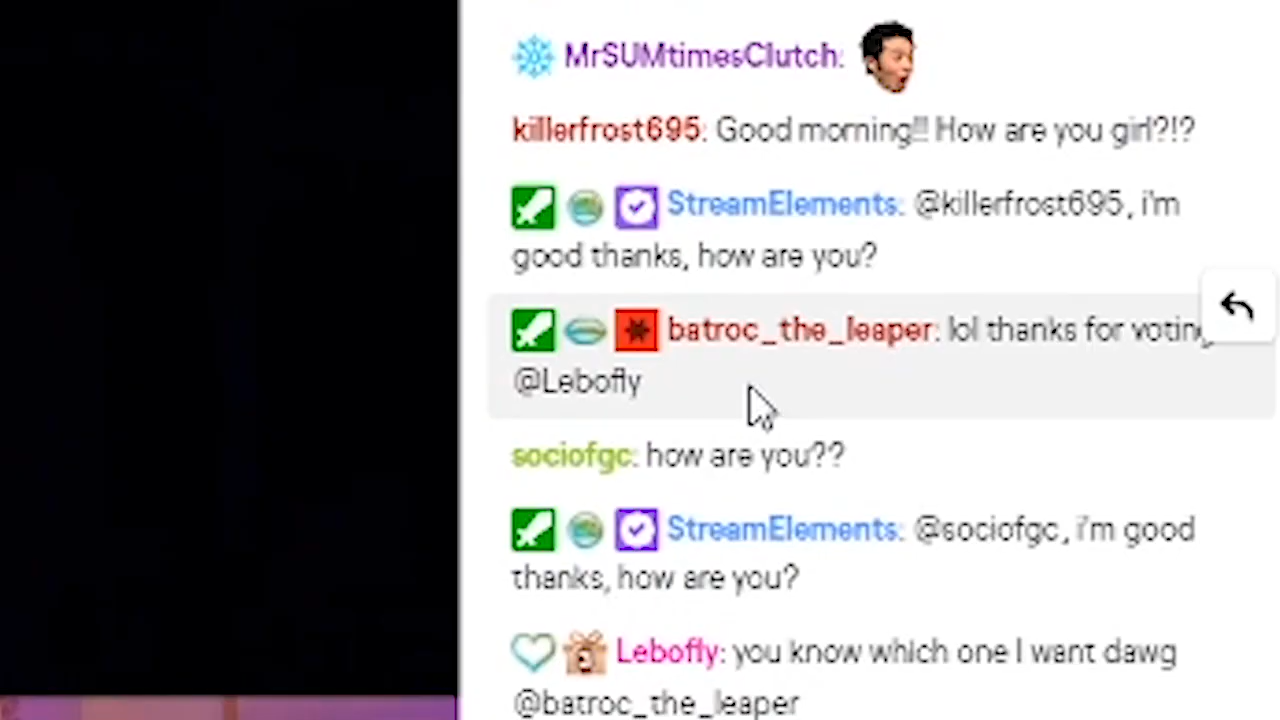 MrSUMtimesClutch:
killerfrost695: Good morning!! How are you girl?!?
StreamElements: @killerfrost695, i'm
good thanks, how are you?
batroc_the_leaper: lol thanks for voting
@Lebofly
sociofgc: how are you??
StreamElements: @sociofgc, i'm good
thanks, how are you?
Lebofly: you know which one I want dawg
@batroc_the_leaper